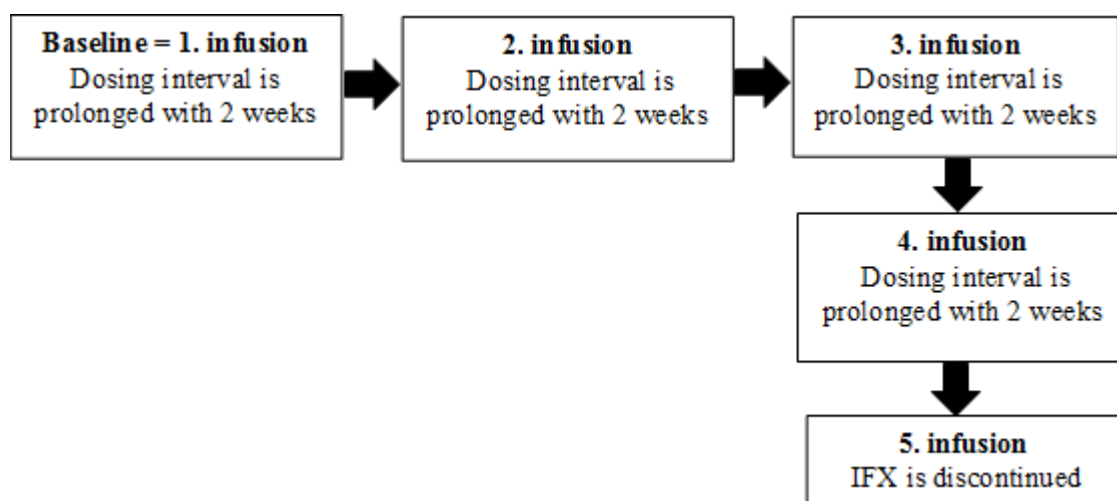 Baseline = 1. infusion
Dosing interval is
prolonged with 2 weeks
2. infusion
Dosing interval is
prolonged with 2 weeks
3. infusion
Dosing interval is
prolonged with 2 weeks
4. infusion
Dosing interval is
prolonged with 2 weeks
5. infusion
IFX is discontinued